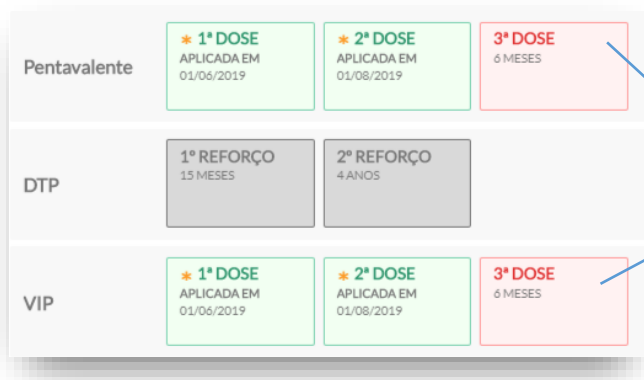 Pentavalente
* 1ª DOSE
APLICADA EM
01/06/2019
* 2ª DOSE
APLICADA EM
01/08/2019
3ª DOSE
6 MESES
DTP
1º REFORÇO
15 MESES
2º REFORÇO
4 ANOS
VIP
* 1ª DOSE
APLICADA EM
01/06/2019
* 2ª DOSE
APLICADA EM
01/08/2019
3ª DOSE
6 MESES